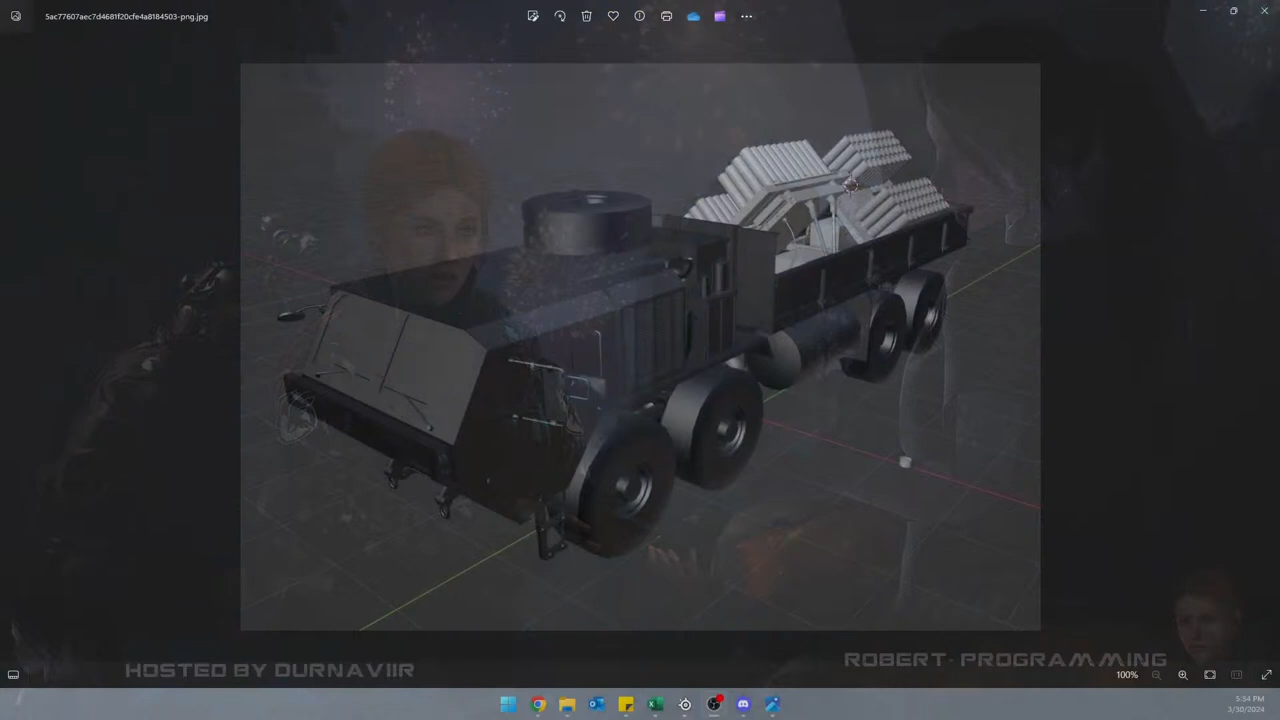 5ac77607aec7d4681f20cfe4a8184503-png.jpg
HOSTED BY DURNAVIIR
ROBERT- PROGRAMMING
100%
5:34 PM
3/30/2024